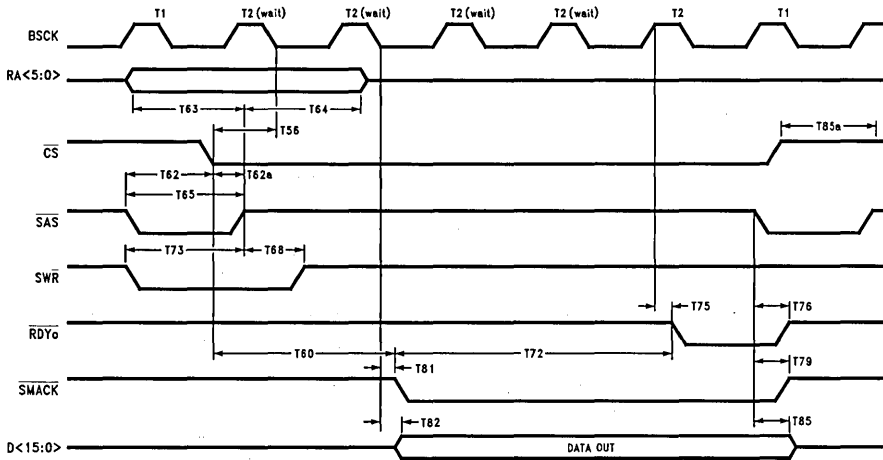 T1 T2 (wait) T2 (wait) T2 (wait) T2 (wait) T2 T1
BSCK
RA<5:0>
T63 T64
T56
CS T85a
T62 T62a
T65
SAS
T73 T68
SWR
T75 T76
RDYo
T60 T72
T81 T79
SMACK
T82 T85
D<15:0> DATA OUT